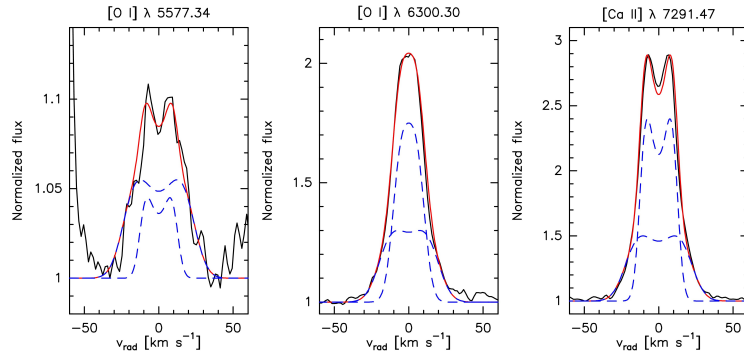 [O I] λ 5577.34
[O I] λ 6300.30
[Ca II] λ 7291.47
Normalized flux
1
1.05
1.1
−50
0
50
v_rad [km s⁻¹]
Normalized flux
1
1.5
2
−50
0
50
v_rad [km s⁻¹]
Normalized flux
1
1.5
2
2.5
3
−50
0
50
v_rad [km s⁻¹]